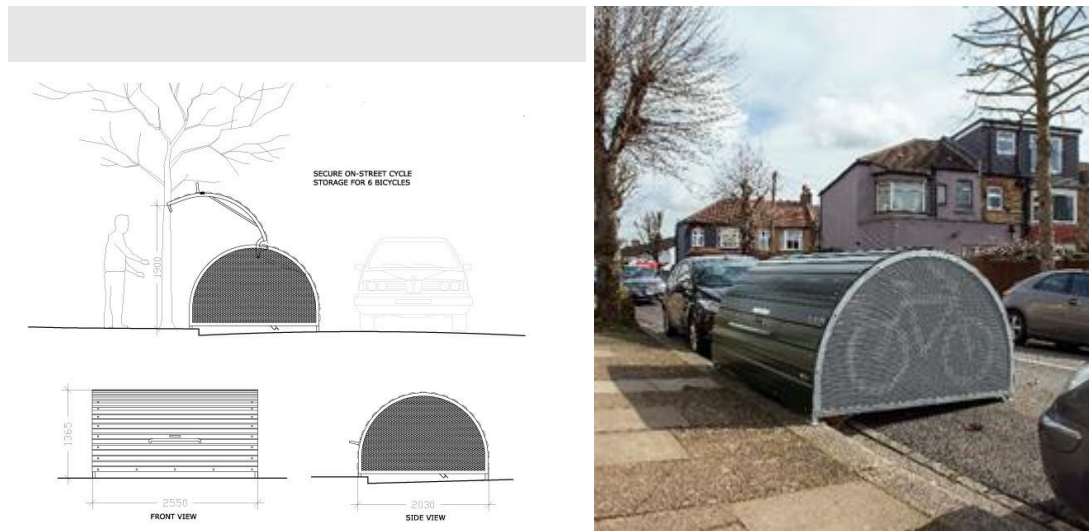 SECURE ON-STREET CYCLE
STORAGE FOR 6 BICYCLES
1900
1365
2550
FRONT VIEW
2030
SIDE VIEW